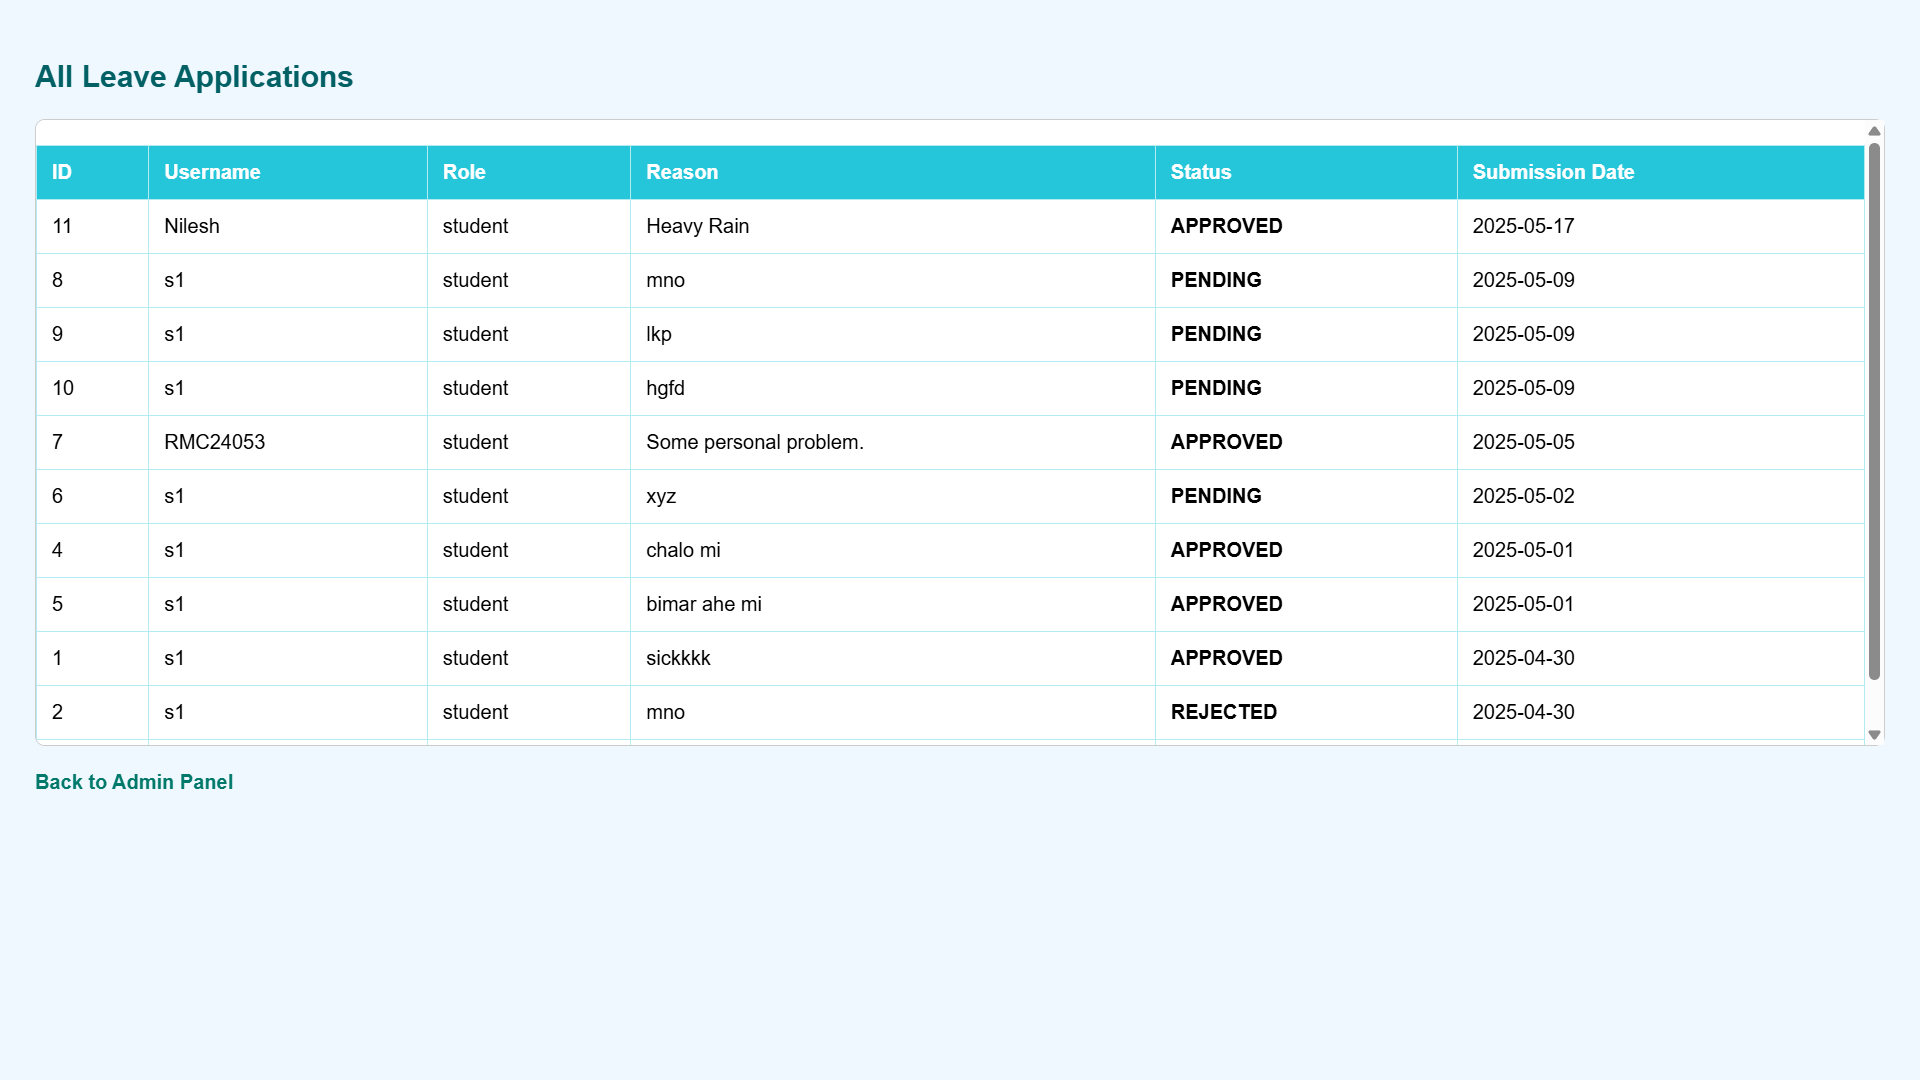 All Leave Applications
ID Username Role Reason Status Submission Date
11 Nilesh student Heavy Rain APPROVED 2025-05-17
8 s1 student mno PENDING 2025-05-09
9 s1 student lkp PENDING 2025-05-09
10 s1 student hgfd PENDING 2025-05-09
7 RMC24053 student Some personal problem. APPROVED 2025-05-05
6 s1 student xyz PENDING 2025-05-02
4 s1 student chalo mi APPROVED 2025-05-01
5 s1 student bimar ahe mi APPROVED 2025-05-01
1 s1 student sickkkk APPROVED 2025-04-30
2 s1 student mno REJECTED 2025-04-30
Back to Admin Panel